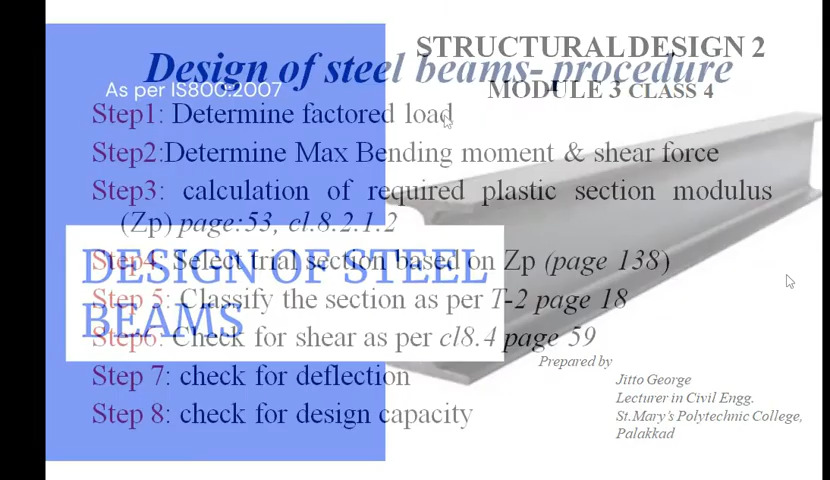 STRUCTURAL DESIGN 2
Design of steel beams- procedure
As per IS800:2007
MODULE 3 CLASS 4
Step1: Determine factored load
Step2:Determine Max Bending moment & shear force
Step3: calculation of required plastic section modulus
(Zp) page:53, cl.8.2.1.2
DESIGN OF STEEL
BEAMS
Step4: Select trial section based on Zp (page 138)
Step 5: Classify the section as per T-2 page 18
Step6: Check for shear as per cl8.4 page 59
Prepared by
Jitto George
Lecturer in Civil Engg.
St.Mary's Polytechnic College,
Palakkad
Step 7: check for deflection
Step 8: check for design capacity